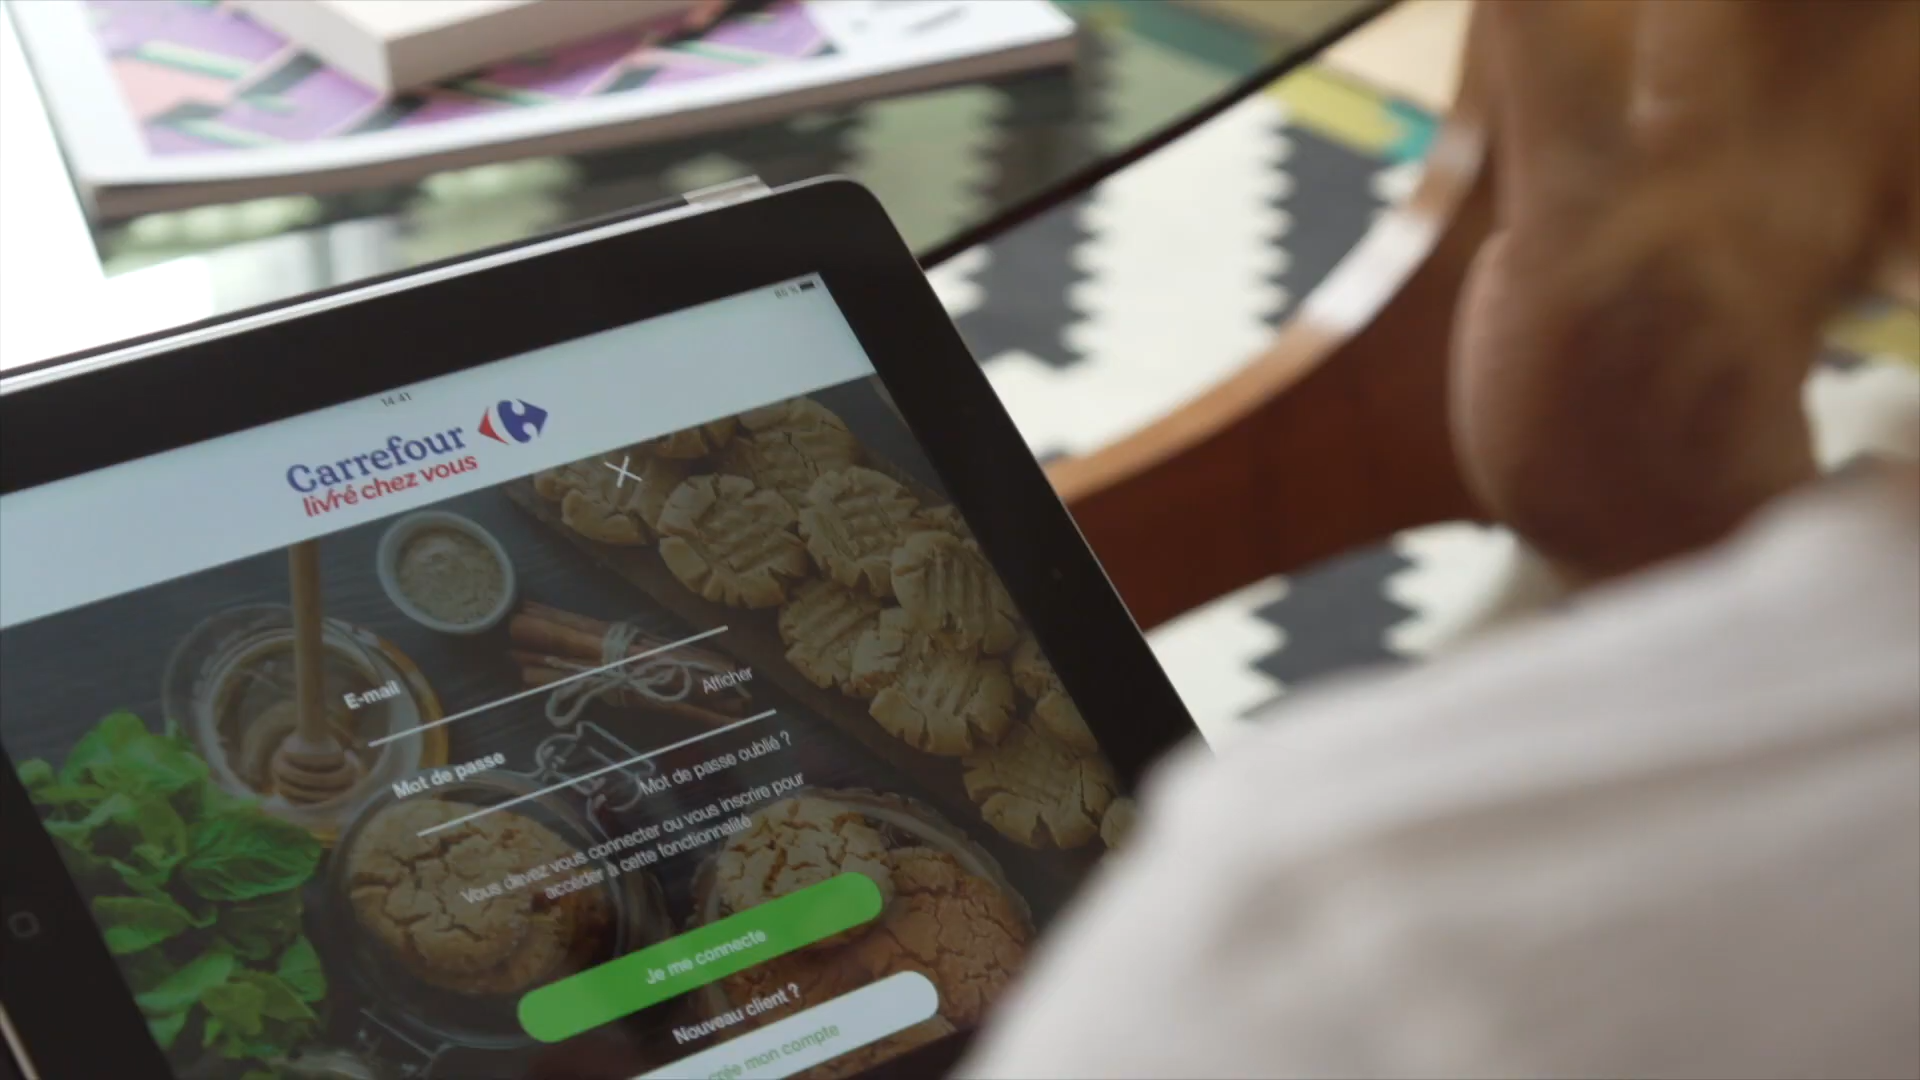 80 %
14:41
Carrefour
livré chez vous
E-mail
Afficher
Mot de passe
Mot de passe oublié ?
Vous devez vous connecter ou vous inscrire pour
accéder à cette fonctionnalité
Je me connecte
Nouveau client ?
crée mon compte